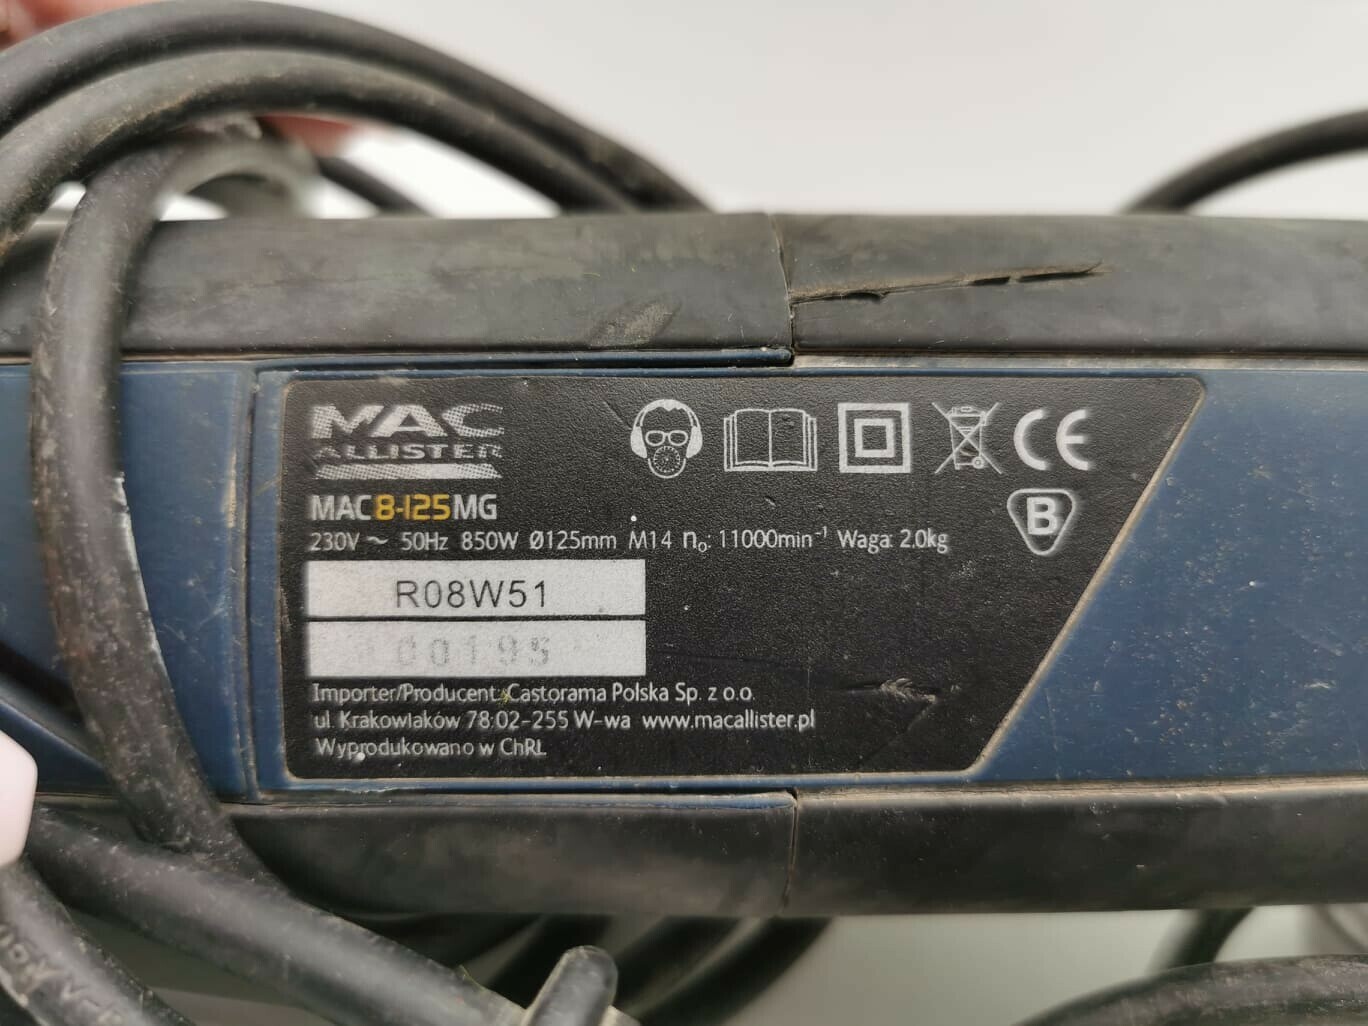 MAC
ALLISTER
MAC8-125MG
230V ~ 50Hz 850W Ø125mm M14 n₀: 11000min⁻¹ Waga: 2.0kg
CE
B
R08W51
00195
Importer/Producent: Castorama Polska Sp. z o.o.
ul. Krakowiaków 78 02-255 W-wa www.macallister.pl
Wyprodukowano w ChRL